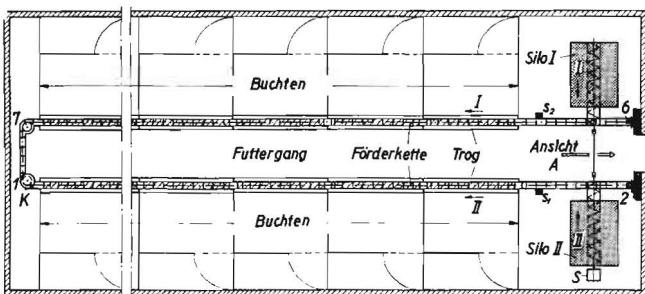 Silo I
I
Buchten
I
s₂
6
7
Futtergang
Förderkette
Trog
Ansicht
A
1
K
II
s₁
2
Buchten
II
Silo II
S